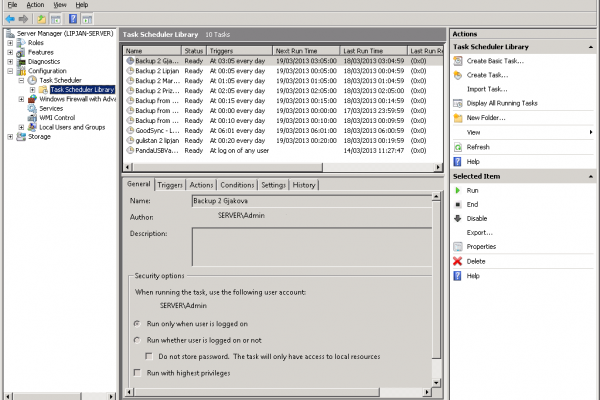 File Action View Help
Server Manager (LIPJAN-SERVER)
Roles
Features
Diagnostics
Configuration
Task Scheduler
Task Scheduler Library
Windows Firewall with Adva
Services
WMI Control
Local Users and Groups
Storage
Task Scheduler Library 10 Tasks
Name Status Triggers Next Run Time Last Run Time Last Run Re
Backup 2 Gja... Ready At 03:05 every day 19/03/2013 03:05:00 18/03/2013 03:04:59 (0x0)
Backup 2 Lipjan Ready At 00:05 every day 19/03/2013 00:05:00 18/03/2013 00:04:59 (0x0)
Backup 2 Mar... Ready At 01:05 every day 19/03/2013 01:05:00 18/03/2013 01:04:59 (0x0)
Backup 2 Priz... Ready At 02:05 every day 19/03/2013 02:05:00 18/03/2013 02:04:59 (0x0)
Backup from ... Ready At 00:15 every day 19/03/2013 00:15:00 18/03/2013 00:14:59 (0x0)
Backup from ... Ready At 00:00 every day 19/03/2013 00:00:00 17/03/2013 23:59:59 (0x0)
Backup from ... Ready At 00:10 every day 19/03/2013 00:10:00 18/03/2013 00:09:59 (0x0)
GoodSync - L... Ready At 06:01 every day 19/03/2013 06:01:00 18/03/2013 06:00:59 (0x0)
gulistan 2 lipjan Ready At 00:20 every day 19/03/2013 00:20:00 18/03/2013 00:19:59 (0x0)
PandaUSBVa... Ready At log on of any user 14/03/2013 11:27:47 (0x0)
General Triggers Actions Conditions Settings History
Name: Backup 2 Gjakova
Author: SERVER\Admin
Description:
Security options
When running the task, use the following user account:
SERVER\Admin
Run only when user is logged on
Run whether user is logged on or not
Do not store password. The task will only have access to local resources
Run with highest privileges
Actions
Task Scheduler Library
Create Basic Task...
Create Task...
Import Task...
Display All Running Tasks
New Folder...
View
Refresh
Help
Selected Item
Run
End
Disable
Export...
Properties
Delete
Help